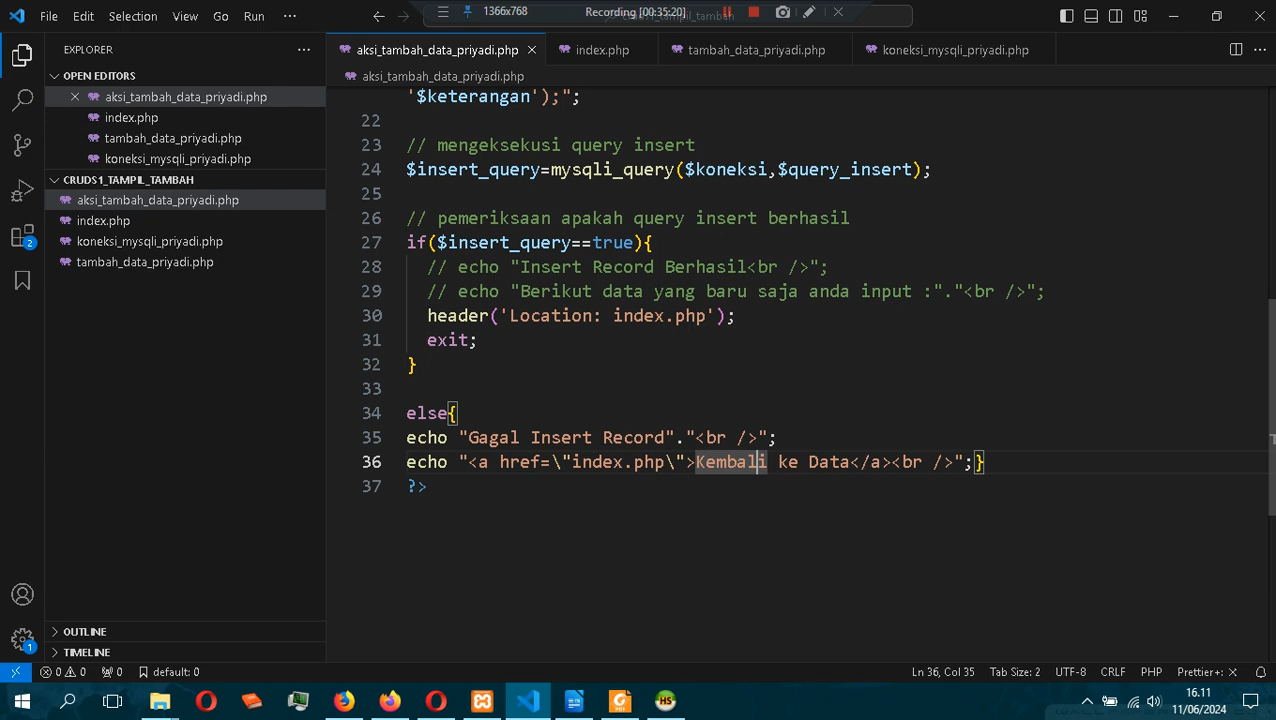 File Edit Selection View Go Run ···
1366x768 Recording [00:35:20]
EXPLORER
OPEN EDITORS
aksi_tambah_data_priyadi.php
index.php
tambah_data_priyadi.php
koneksi_mysqli_priyadi.php
CRUDS1_TAMPIL_TAMBAH
aksi_tambah_data_priyadi.php
index.php
koneksi_mysqli_priyadi.php
tambah_data_priyadi.php
OUTLINE
TIMELINE
2
1
aksi_tambah_data_priyadi.php index.php tambah_data_priyadi.php koneksi_mysqli_priyadi.php
aksi_tambah_data_priyadi.php
'$keterangan');";
22
23 // mengeksekusi query insert
24 $insert_query=mysqli_query($koneksi,$query_insert);
25
26 // pemeriksaan apakah query insert berhasil
27 if($insert_query==true){
28 // echo "Insert Record Berhasil<br />";
29 // echo "Berikut data yang baru saja anda input :"."<br />";
30 header('Location: index.php');
31 exit;
32 }
33
34 else{
35 echo "Gagal Insert Record"."<br />";
36 echo "<a href=\"index.php\">Kembali ke Data</a><br />";}
37 ?>
0 0 0 default: 0 Ln 36, Col 35 Tab Size: 2 UTF-8 CRLF PHP Prettier+: ✕
16.11
11/06/2024